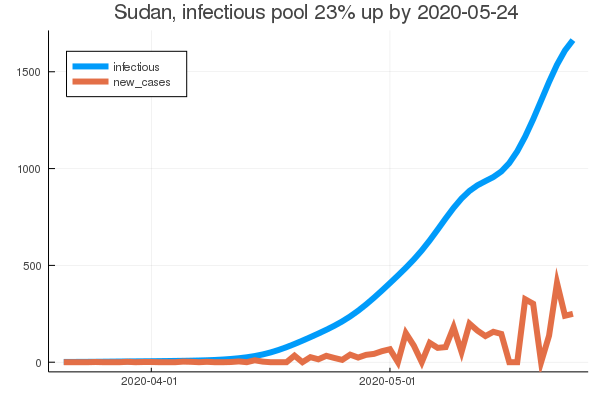 Sudan, infectious pool 23% up by 2020-05-24
infectious
new_cases
1500
1000
500
0
2020-04-01
2020-05-01